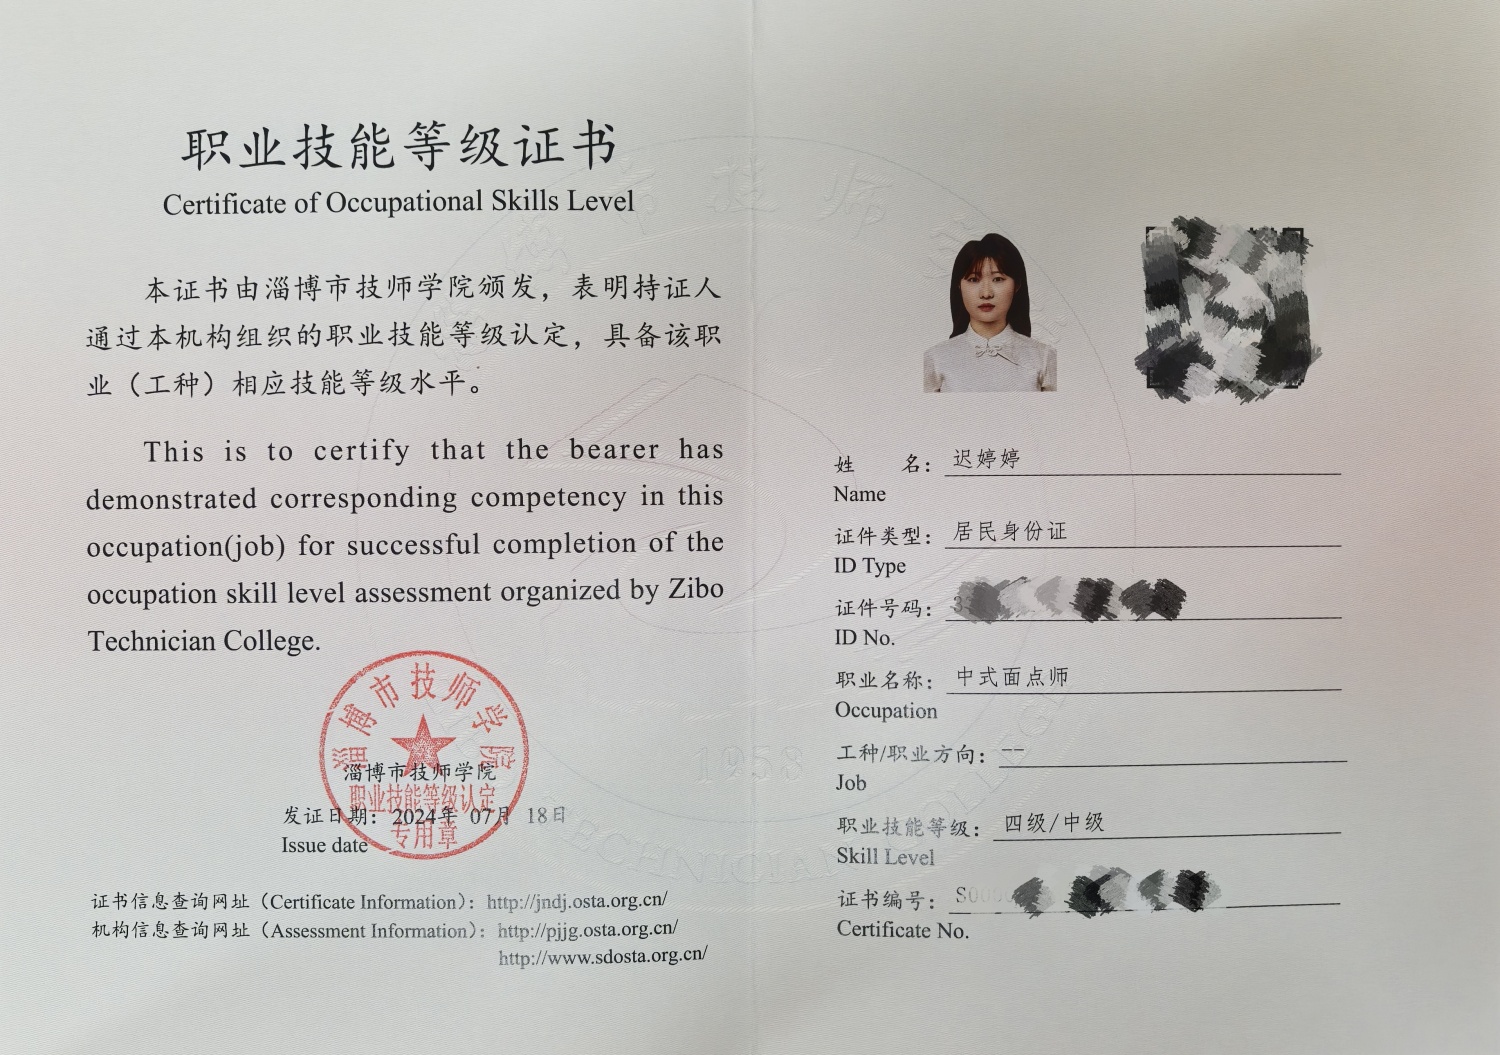 职业技能等级证书
Certificate of Occupational Skills Level
本证书由淄博市技师学院颁发，表明持证人
通过本机构组织的职业技能等级认定，具备该职
业（工种）相应技能等级水平。
This is to certify that the bearer has
demonstrated corresponding competency in this
occupation(job) for successful completion of the
occupation skill level assessment organized by Zibo
Technician College.
淄博市技师学院
职业技能等级认定
专用章
淄博市技师学院
发证日期：2024年 07月 18日
Issue date
证书信息查询网址（Certificate Information）：http://jndj.osta.org.cn/
机构信息查询网址（Assessment Information）：http://pjjg.osta.org.cn/
http://www.sdosta.org.cn/
姓 名：迟婷婷
Name
证件类型：居民身份证
ID Type
证件号码：
ID No.
职业名称：中式面点师
Occupation
工种/职业方向：--
Job
职业技能等级：四级/中级
Skill Level
证书编号：S000
Certificate No.
1958